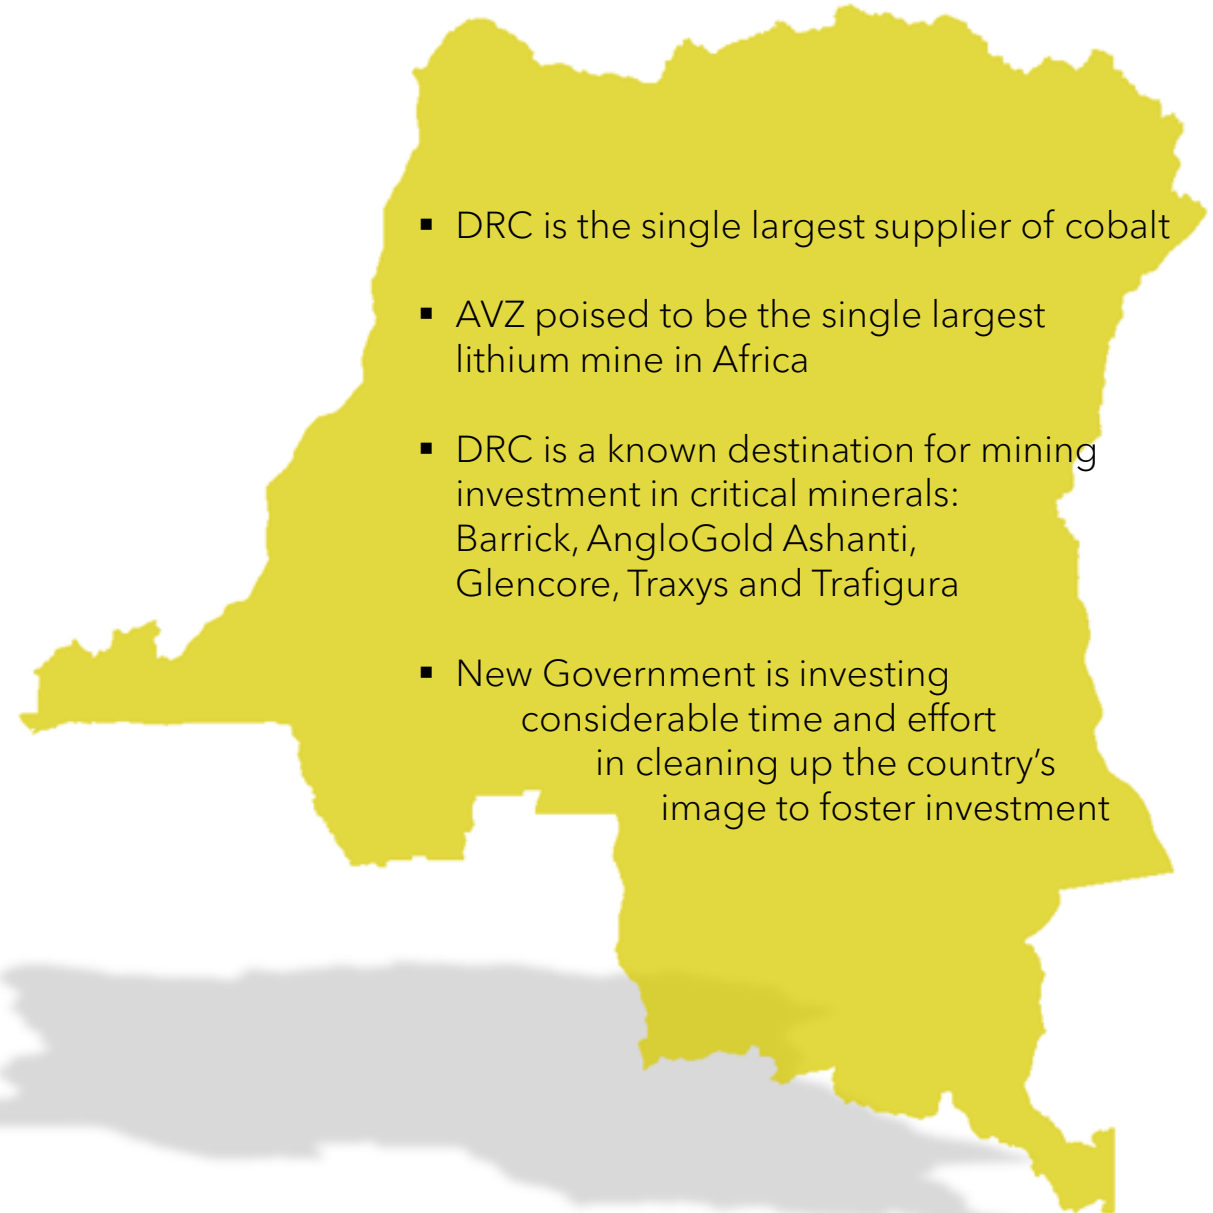 ▪ DRC is the single largest supplier of cobalt
▪ AVZ poised to be the single largest
lithium mine in Africa
▪ DRC is a known destination for mining
investment in critical minerals:
Barrick, AngloGold Ashanti,
Glencore, Traxys and Trafigura
▪ New Government is investing
considerable time and effort
in cleaning up the country’s
image to foster investment